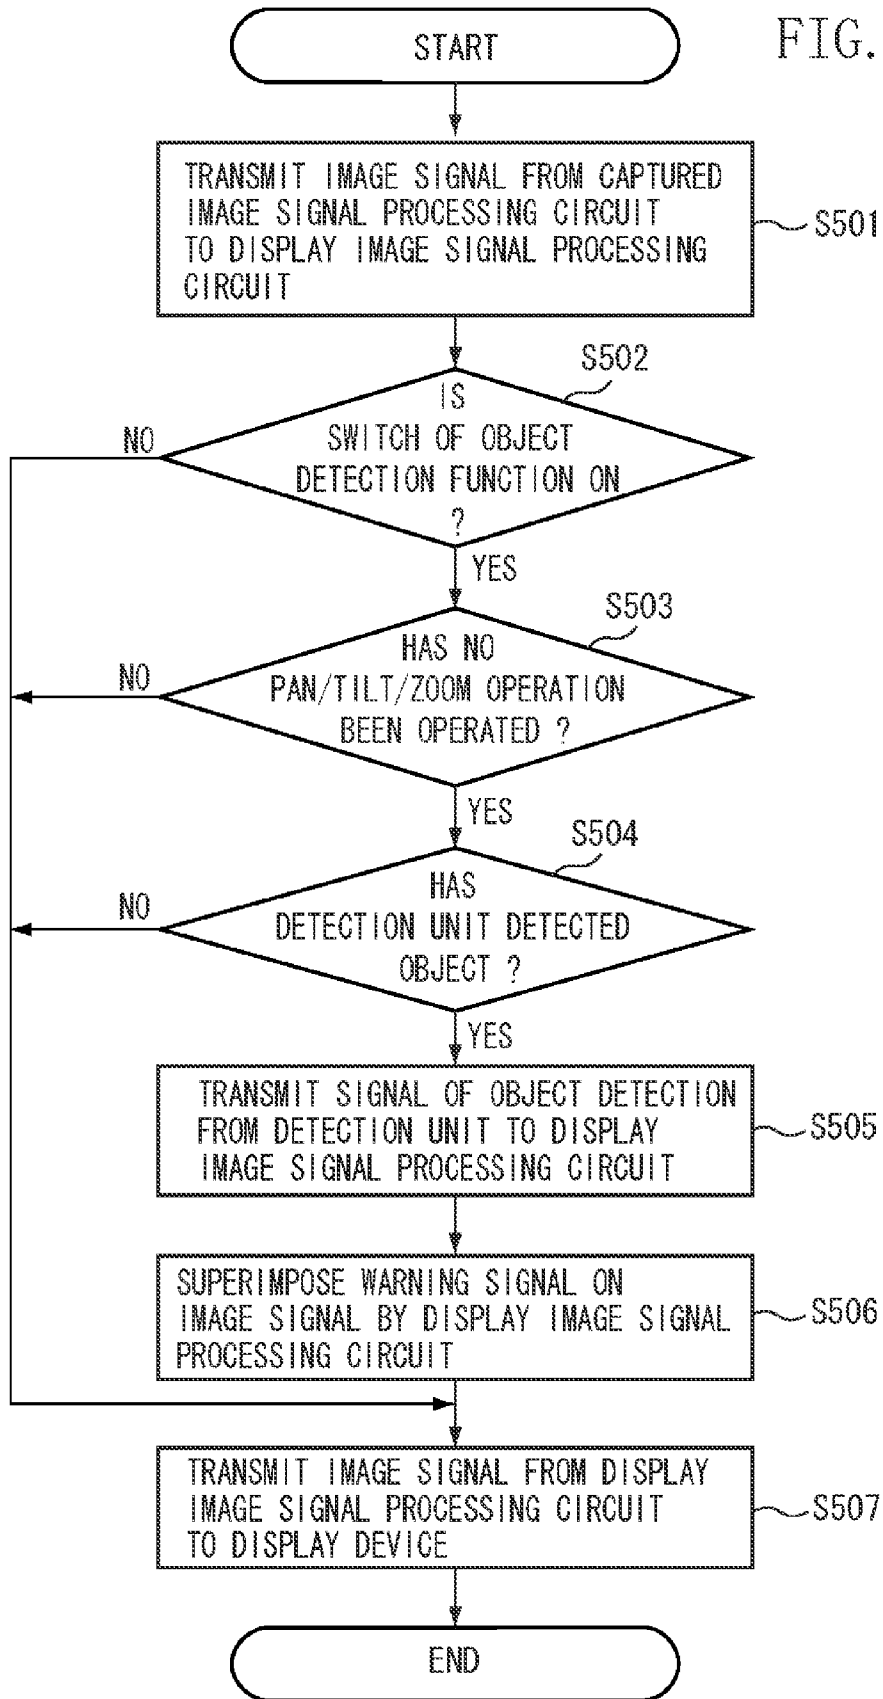 START
FIG.
TRANSMIT IMAGE SIGNAL FROM CAPTURED
IMAGE SIGNAL PROCESSING CIRCUIT
TO DISPLAY IMAGE SIGNAL PROCESSING
CIRCUIT
S501
S502
IS
SWITCH OF OBJECT
DETECTION FUNCTION ON
?
NO
YES
S503
HAS NO
PAN/TILT/ZOOM OPERATION
BEEN OPERATED ?
NO
YES
S504
HAS
DETECTION UNIT DETECTED
OBJECT ?
NO
YES
TRANSMIT SIGNAL OF OBJECT DETECTION
FROM DETECTION UNIT TO DISPLAY
IMAGE SIGNAL PROCESSING CIRCUIT
S505
SUPERIMPOSE WARNING SIGNAL ON
IMAGE SIGNAL BY DISPLAY IMAGE SIGNAL
PROCESSING CIRCUIT
S506
TRANSMIT IMAGE SIGNAL FROM DISPLAY
IMAGE SIGNAL PROCESSING CIRCUIT
TO DISPLAY DEVICE
S507
END